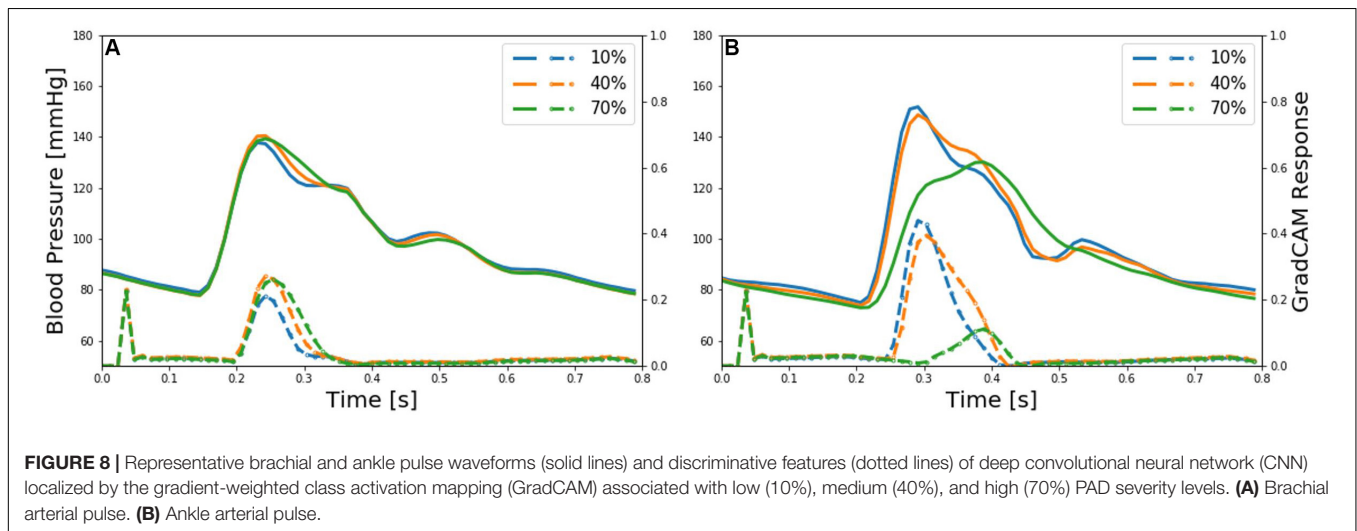 A
180
160
140
120
100
80
60
Blood Pressure [mmHg]
10%
40%
70%
1.0
0.8
0.6
0.4
0.2
0.0
0.0 0.1 0.2 0.3 0.4 0.5 0.6 0.7 0.8
Time [s]
B
180
160
140
120
100
80
60
10%
40%
70%
1.0
0.8
0.6
0.4
0.2
0.0
GradCAM Response
0.0 0.1 0.2 0.3 0.4 0.5 0.6 0.7 0.8
Time [s]
FIGURE 8 | Representative brachial and ankle pulse waveforms (solid lines) and discriminative features (dotted lines) of deep convolutional neural network (CNN)
localized by the gradient-weighted class activation mapping (GradCAM) associated with low (10%), medium (40%), and high (70%) PAD severity levels. (A) Brachial
arterial pulse. (B) Ankle arterial pulse.